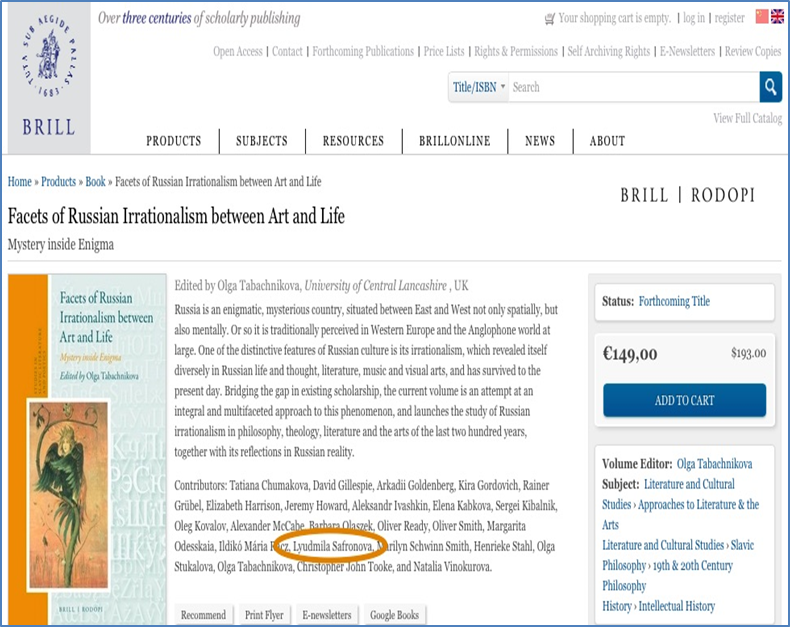 Over three centuries of scholarly publishing
Your shopping cart is empty. | log in | register
Open Access | Contact | Forthcoming Publications | Price Lists | Rights & Permissions | Self Archiving Rights | E-Newsletters | Review Copies
TUTA SUB AEGIDE PALLAS
·1683·
BRILL
Title/ISBN Search
View Full Catalog
PRODUCTS | SUBJECTS | RESOURCES | BRILLONLINE | NEWS | ABOUT
Home » Products » Book » Facets of Russian Irrationalism between Art and Life
BRILL | RODOPI
Facets of Russian Irrationalism between Art and Life
Mystery inside Enigma
Facets of Russian
Irrationalism between
Art and Life
Mystery inside Enigma
Edited by Olga Tabachnikova
BRILL | RODOPI
Edited by Olga Tabachnikova, University of Central Lancashire , UK
Russia is an enigmatic, mysterious country, situated between East and West not only spatially, but
also mentally. Or so it is traditionally perceived in Western Europe and the Anglophone world at
large. One of the distinctive features of Russian culture is its irrationalism, which revealed itself
diversely in Russian life and thought, literature, music and visual arts, and has survived to the
present day. Bridging the gap in existing scholarship, the current volume is an attempt at an
integral and multifaceted approach to this phenomenon, and launches the study of Russian
irrationalism in philosophy, theology, literature and the arts of the last two hundred years,
together with its reflections in Russian reality.
Contributors: Tatiana Chumakova, David Gillespie, Arkadii Goldenberg, Kira Gordovich, Rainer
Grübel, Elizabeth Harrison, Jeremy Howard, Aleksandr Ivashkin, Elena Kabkova, Sergei Kibalnik,
Oleg Kovalov, Alexander McCabe, Barbara Olaszek, Oliver Ready, Oliver Smith, Margarita
Odesskaia, Ildikó Mária Rácz, Lyudmila Safronova, Marilyn Schwinn Smith, Henrieke Stahl, Olga
Stukalova, Olga Tabachnikova, Christopher John Tooke, and Natalia Vinokurova.
Recommend Print Flyer E-newsletters Google Books
Status: Forthcoming Title
€149,00 $193.00
ADD TO CART
Volume Editor: Olga Tabachnikova
Subject: Literature and Cultural
Studies › Approaches to Literature & the
Arts
Literature and Cultural Studies › Slavic
Philosophy › 19th & 20th Century
Philosophy
History › Intellectual History